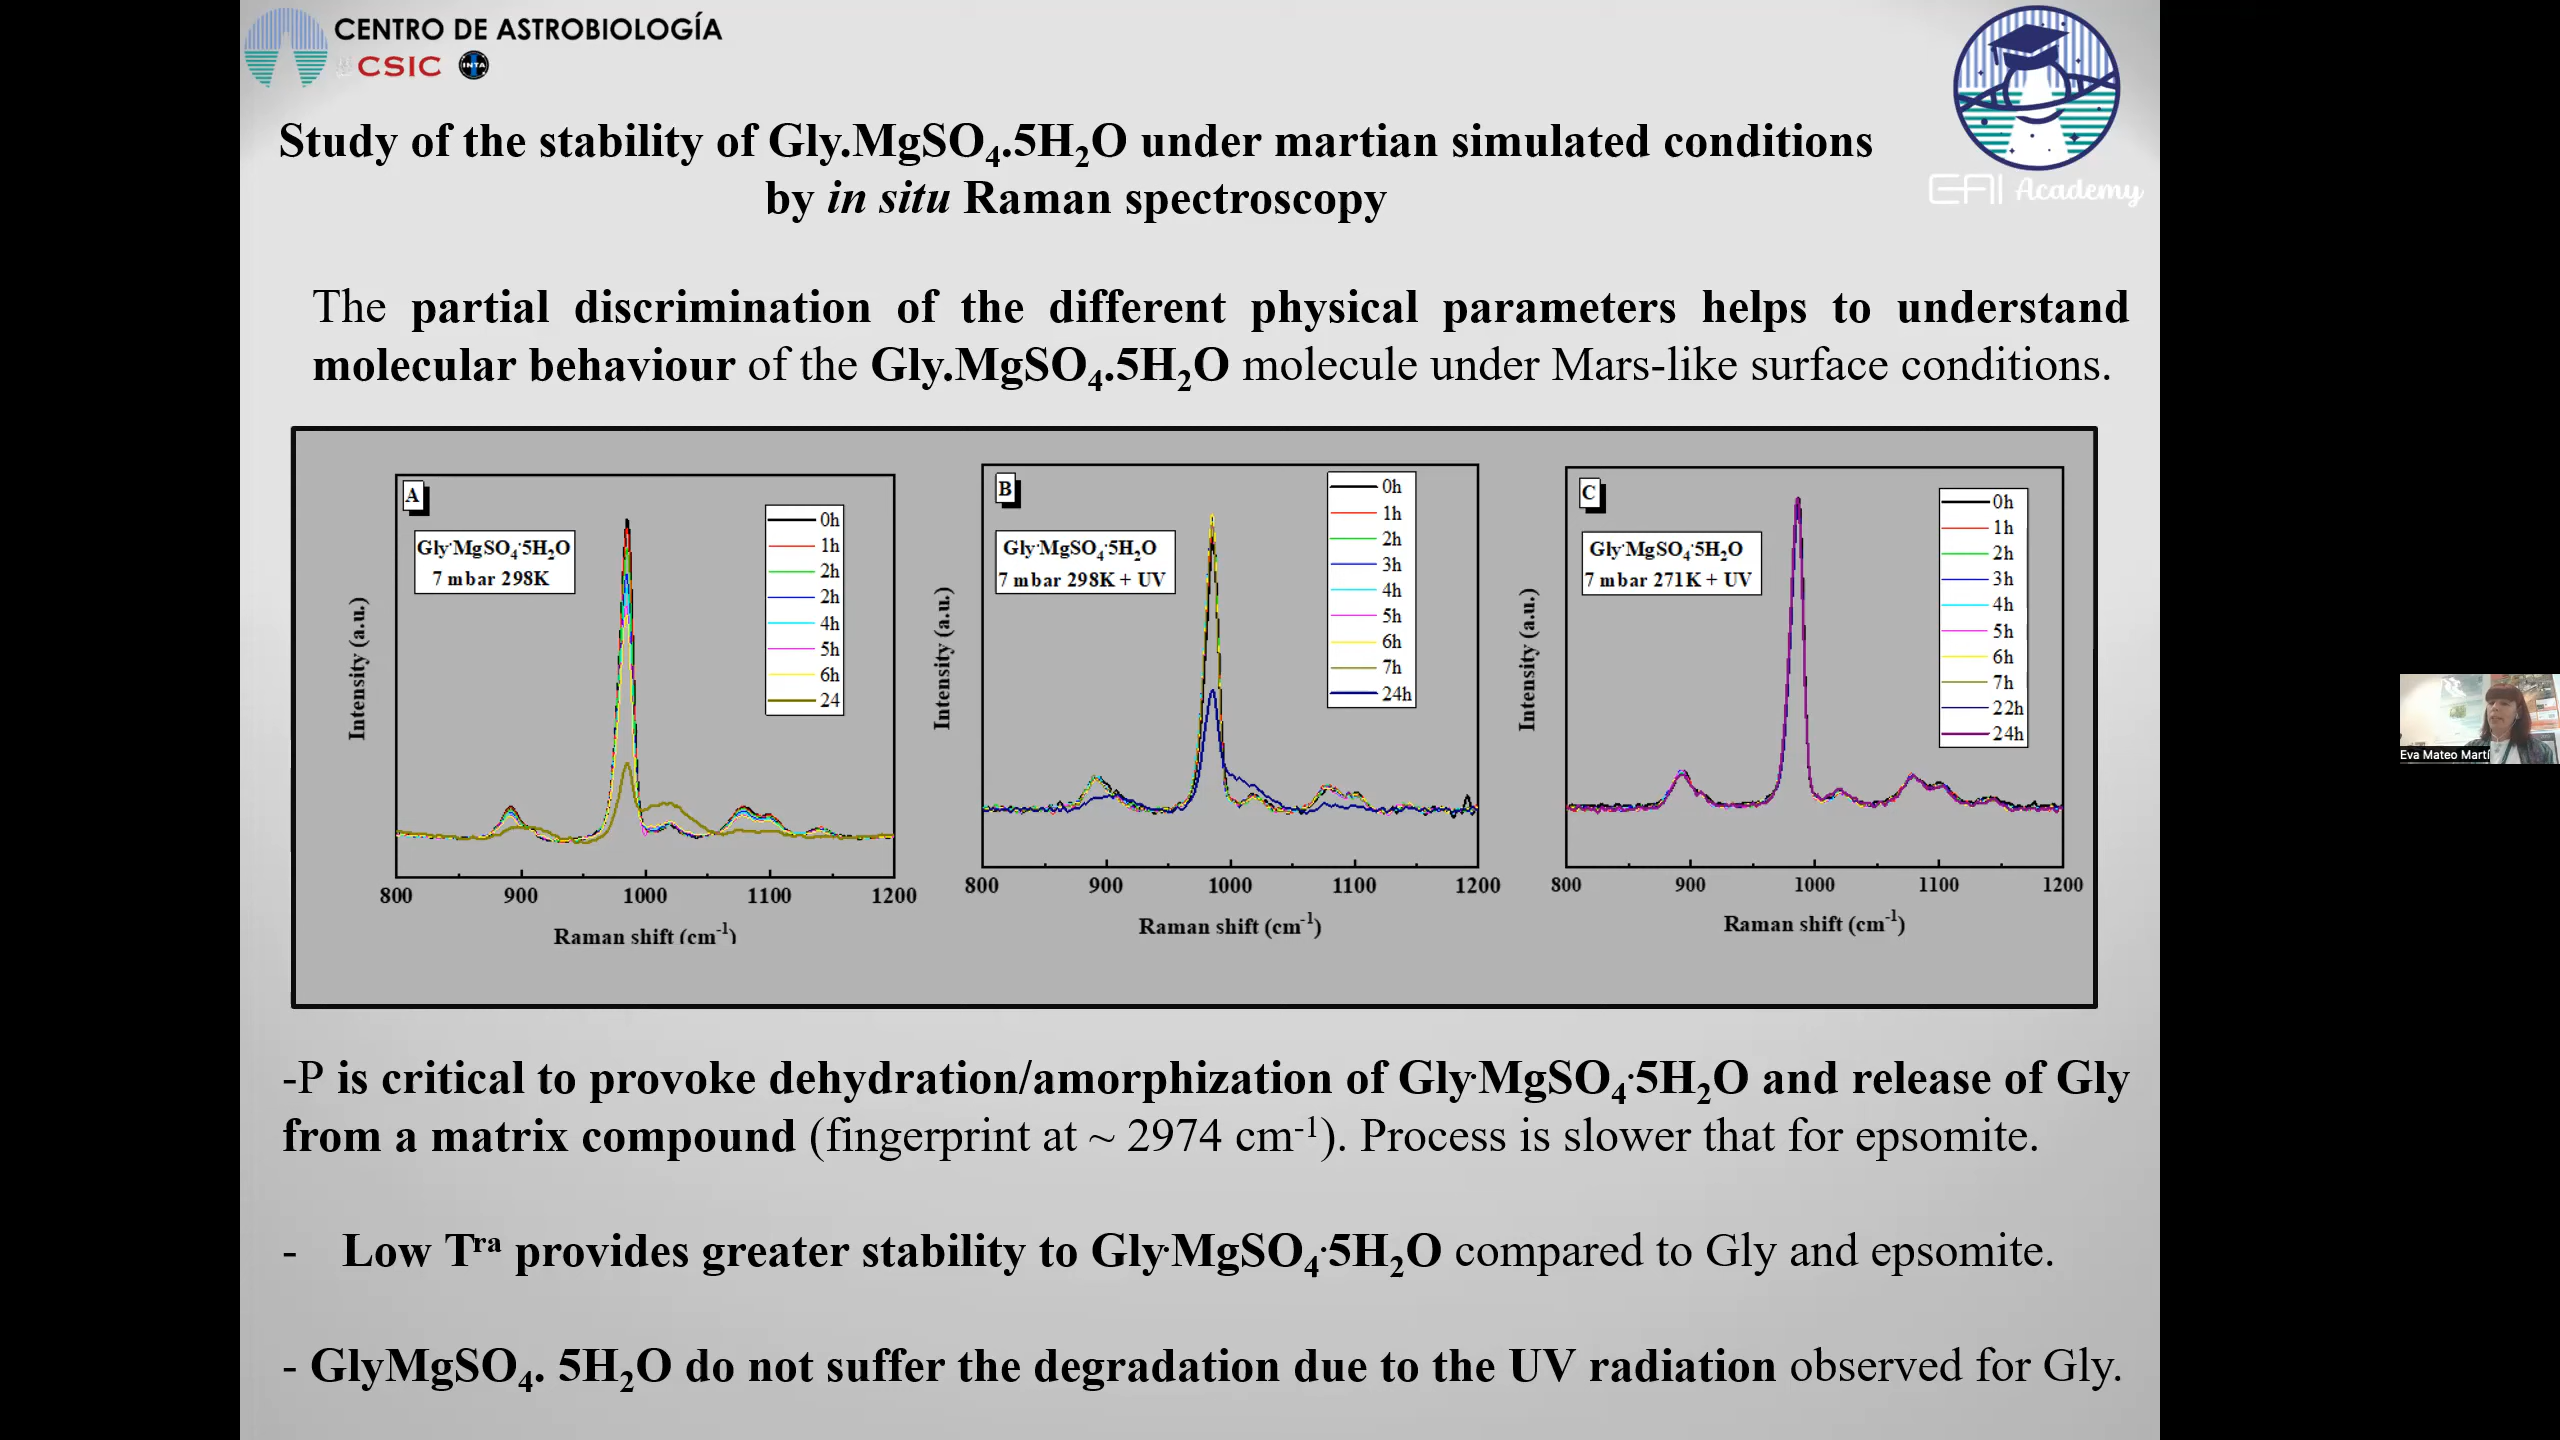 CENTRO DE ASTROBIOLOGÍA
CSIC INTA
EAI Academy
Study of the stability of Gly.MgSO₄.5H₂O under martian simulated conditions
by in situ Raman spectroscopy
The partial discrimination of the different physical parameters helps to understand
molecular behaviour of the Gly.MgSO₄.5H₂O molecule under Mars-like surface conditions.
A
Gly·MgSO₄·5H₂O
7 mbar 298K
0h
1h
2h
2h
4h
5h
6h
24
Intensity (a.u.)
800 900 1000 1100 1200
Raman shift (cm⁻¹)
B
Gly·MgSO₄·5H₂O
7 mbar 298K + UV
0h
1h
2h
3h
4h
5h
6h
7h
24h
Intensity (a.u.)
800 900 1000 1100 1200
Raman shift (cm⁻¹)
C
Gly·MgSO₄·5H₂O
7 mbar 271K + UV
0h
1h
2h
3h
4h
5h
6h
7h
22h
24h
Intensity (a.u.)
800 900 1000 1100 1200
Raman shift (cm⁻¹)
-P is critical to provoke dehydration/amorphization of Gly·MgSO₄·5H₂O and release of Gly
from a matrix compound (fingerprint at ~ 2974 cm⁻¹). Process is slower that for epsomite.
- Low Tʳᵃ provides greater stability to Gly·MgSO₄·5H₂O compared to Gly and epsomite.
- GlyMgSO₄. 5H₂O do not suffer the degradation due to the UV radiation observed for Gly.
Eva Mateo Martí